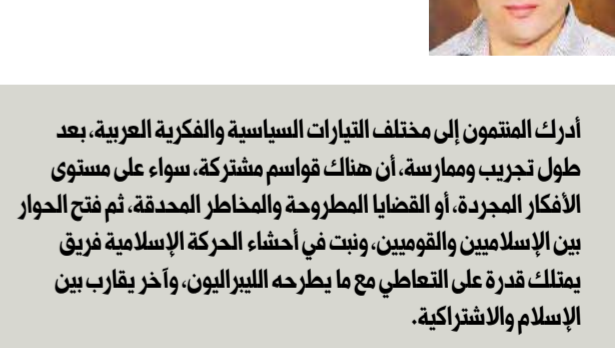 أدرك المنتمون إلى مختلف التيارات السياسية والفكرية العربية، بعد
طول تجريب وممارسة، أن هناك قواسم مشتركة، سواء على مستوى
الأفكار المجردة، أو القضايا المطروحة والمخاطر المحدقة، ثم فتح الحوار
بين الإسلاميين والقوميين، ونبت في أحشاء الحركة الإسلامية فريق
يمتلك قدرة على التعاطي مع ما يطرحه الليبراليون، وآخر يقارب بين
الإسلام والاشتراكية.